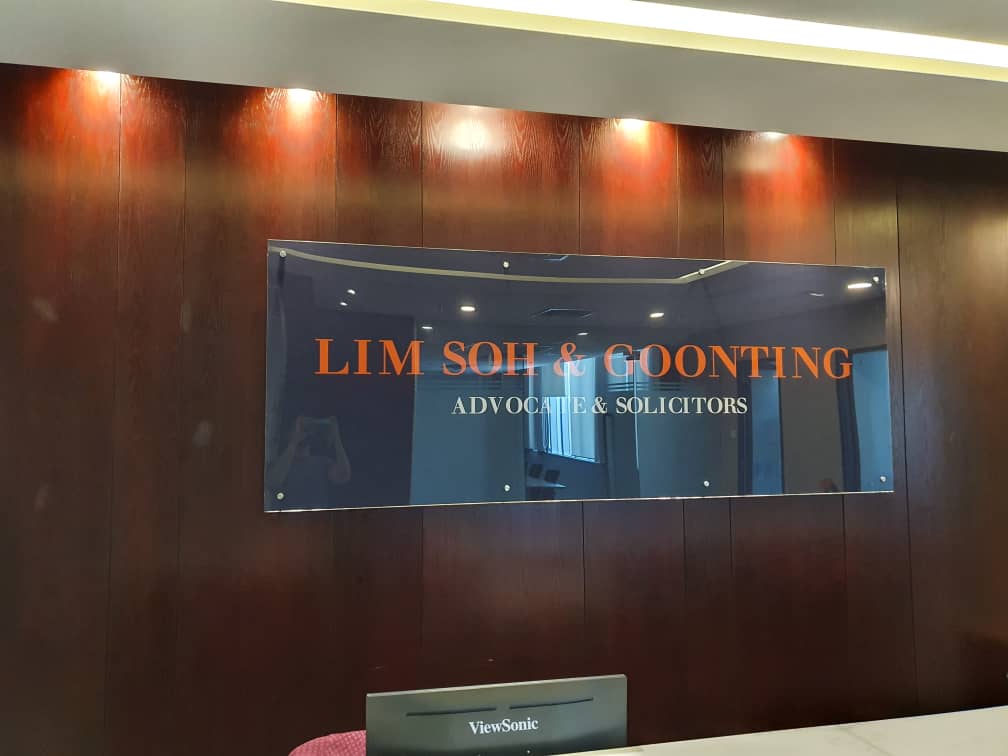 LIM SOH & GOONTING
ADVOCATE & SOLICITORS
ViewSonic